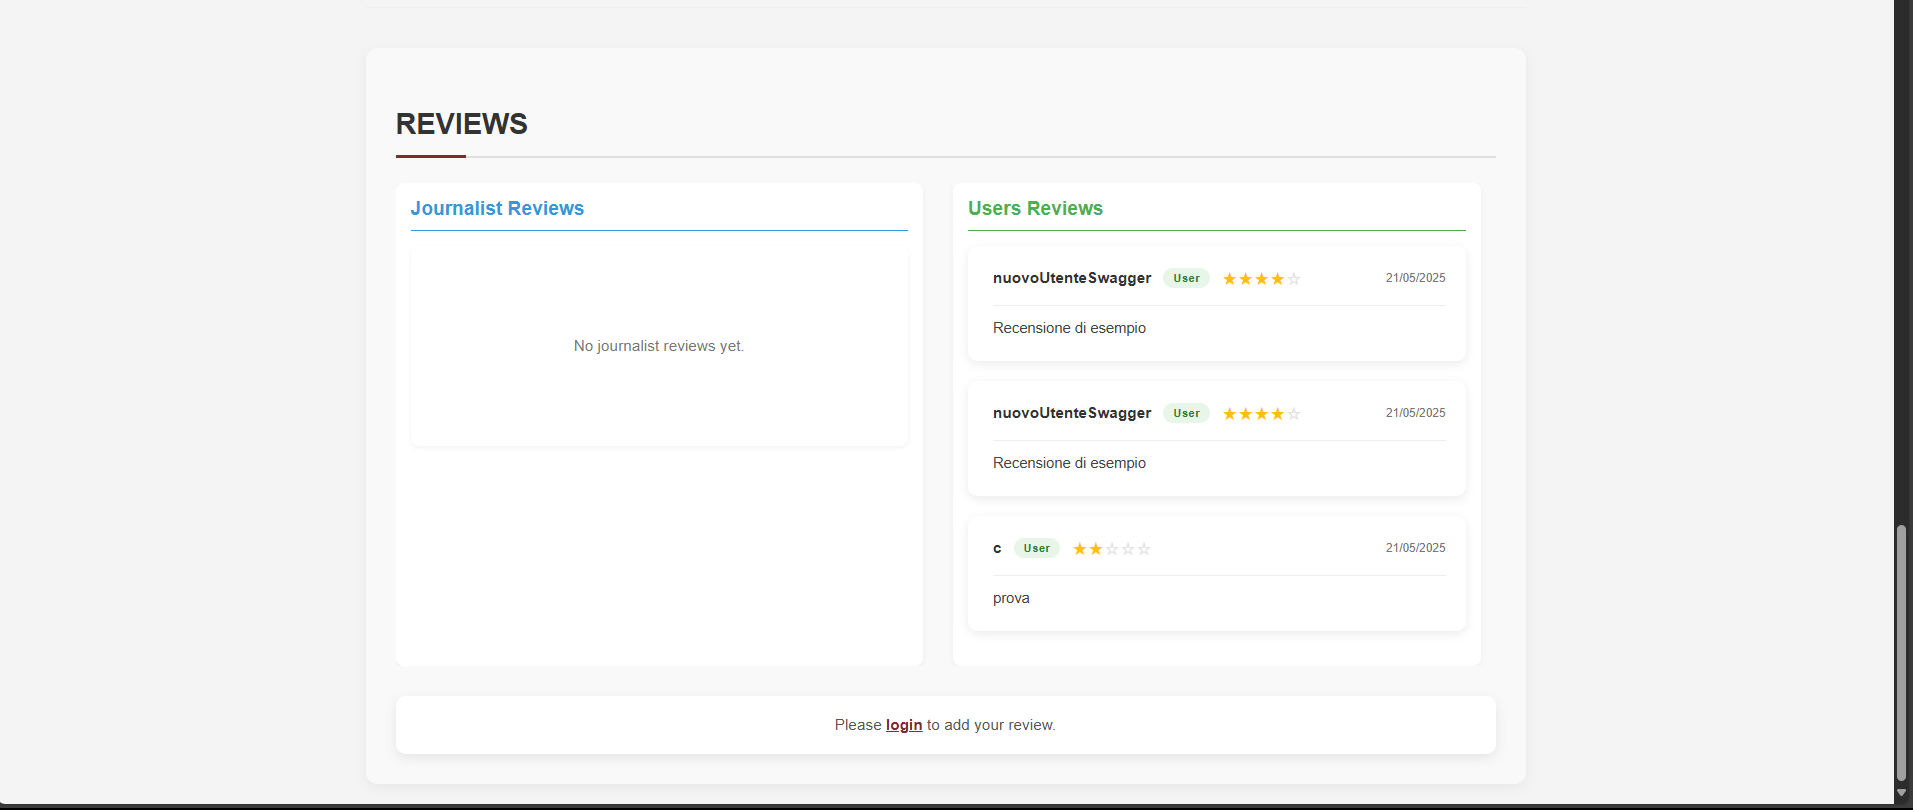 REVIEWS
Journalist Reviews
No journalist reviews yet.
Users Reviews
nuovoUtenteSwagger User ★★★★☆ 21/05/2025
Recensione di esempio
nuovoUtenteSwagger User ★★★★☆ 21/05/2025
Recensione di esempio
c User ★★☆☆☆ 21/05/2025
prova
Please login to add your review.